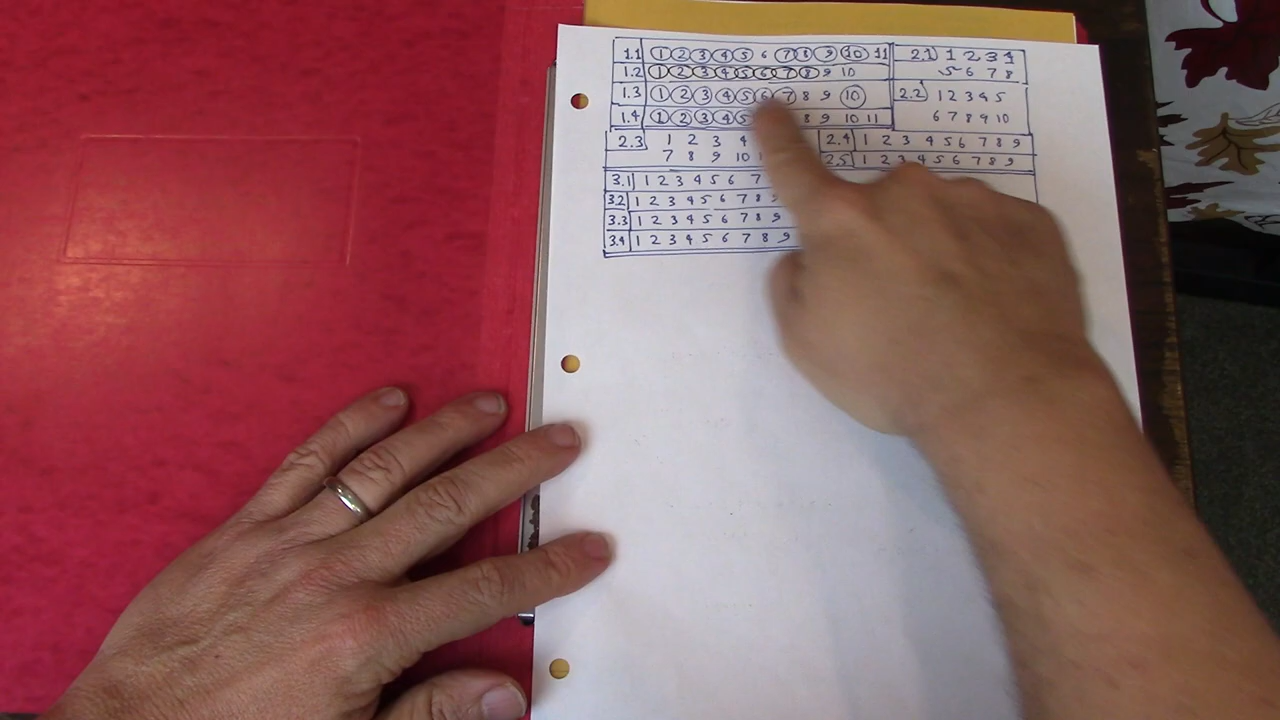 1.1 1 2 3 4 5 6 7 8 9 10 11 2.1 1 2 3 4
1.2 1 2 3 4 5 6 7 8 9 10 5 6 7 8
1.3 1 2 3 4 5 6 7 8 9 10 2.2 1 2 3 4 5
1.4 1 2 3 4 5 8 9 10 11 6 7 8 9 10
2.3 1 2 3 4 2.4 1 2 3 4 5 6 7 8 9
7 8 9 10 2.5 1 2 3 4 5 6 7 8 9
3.1 1 2 3 4 5 6 7
3.2 1 2 3 4 5 6 7 8 9
3.3 1 2 3 4 5 6 7 8 9
3.4 1 2 3 4 5 6 7 8 9